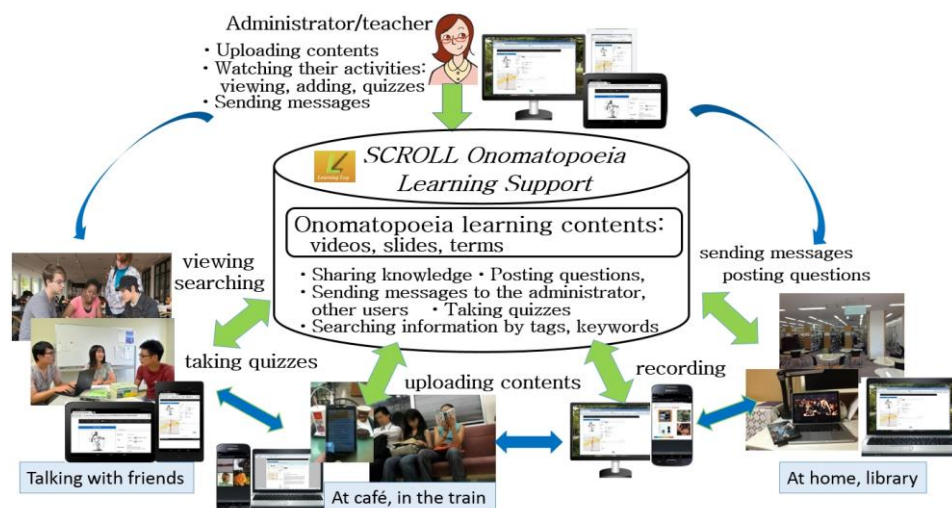 Administrator/teacher
・Uploading contents
・Watching their activities:
viewing, adding, quizzes
・Sending messages
SCROLL Onomatopoeia
Learning Support
Learning Log
Onomatopoeia learning contents:
videos, slides, terms
・Sharing knowledge ・Posting questions,
・Sending messages to the administrator,
other users ・Taking quizzes
・Searching information by tags, keywords
viewing
searching
sending messages
posting questions
taking quizzes
uploading contents
recording
Talking with friends
At café, in the train
At home, library